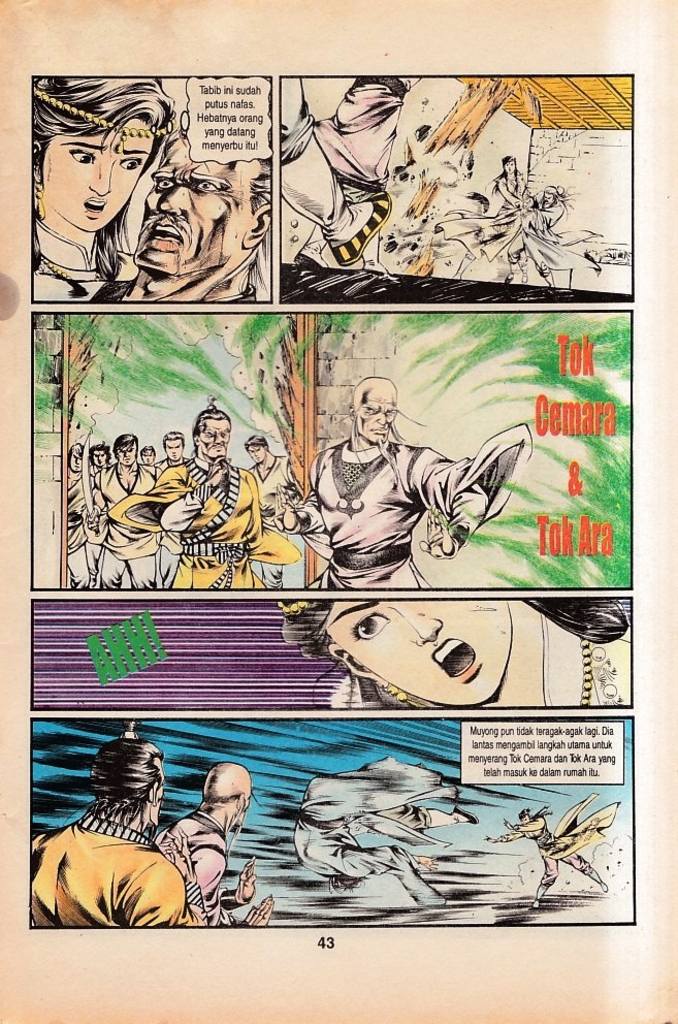 Tabib ini sudah
putus nafas.
Hebatnya orang
yang datang
menyerbu itu!
Tok
Cemara
&
Tok Ara
AHH!
Muyong pun tidak teragak-agak lagi. Dia
lantas mengambil langkah utama untuk
menyerang Tok Cemara dan Tok Ara yang
telah masuk ke dalam rumah itu.
43